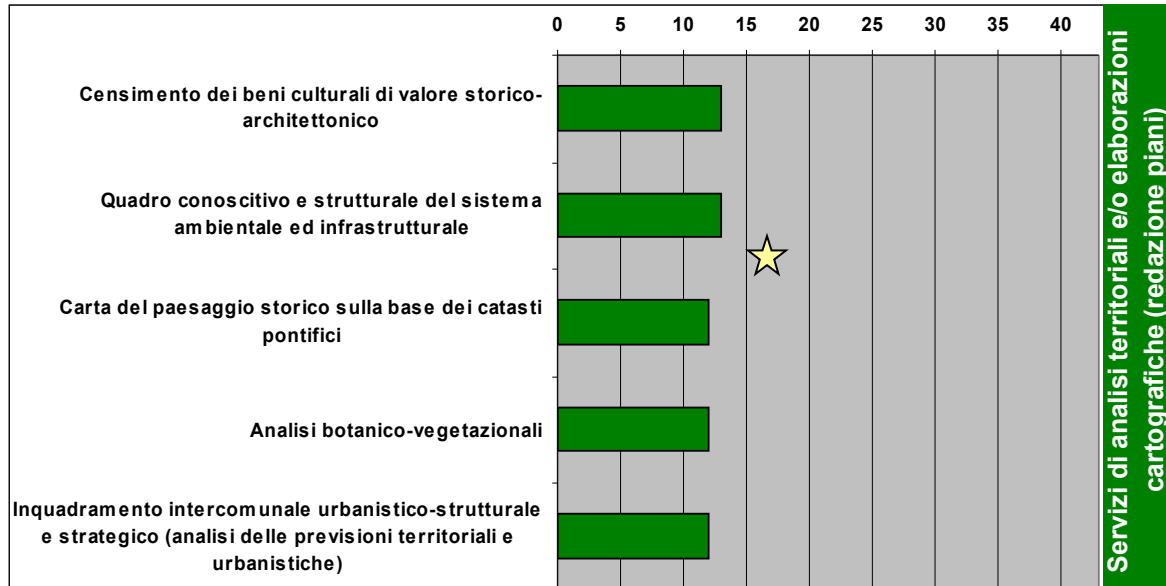 0 5 10 15 20 25 30 35 40
Censimento dei beni culturali di valore storico-
architettonico
Quadro conoscitivo e strutturale del sistema
ambientale ed infrastrutturale
Carta del paesaggio storico sulla base dei catasti
pontifici
Analisi botanico-vegetazionali
Inquadramento intercomunale urbanistico-strutturale
e strategico (analisi delle previsioni territoriali e
urbanistiche)
Servizi di analisi territoriali e/o elaborazioni
cartografiche (redazione piani)